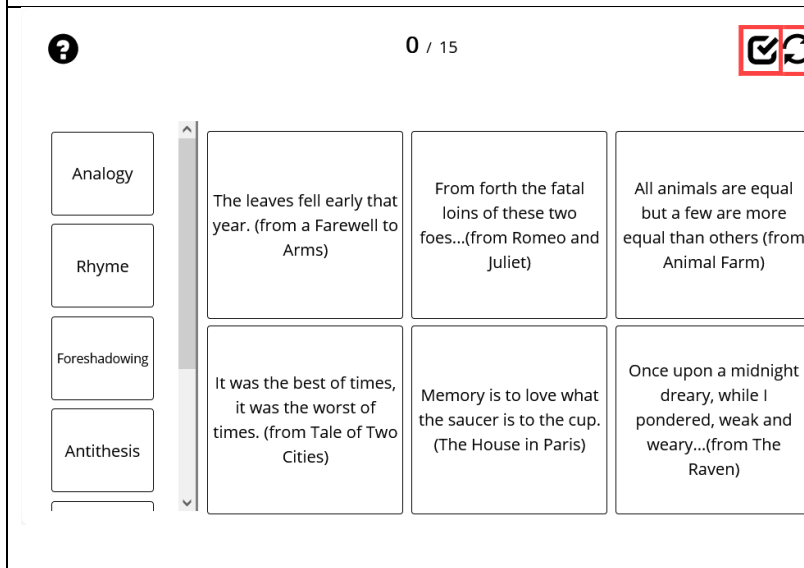 ?
0 / 15
Analogy
Rhyme
Foreshadowing
Antithesis
The leaves fell early that
year. (from a Farewell to
Arms)
From forth the fatal
loins of these two
foes...(from Romeo and
Juliet)
All animals are equal
but a few are more
equal than others (from
Animal Farm)
It was the best of times,
it was the worst of
times. (from Tale of Two
Cities)
Memory is to love what
the saucer is to the cup.
(The House in Paris)
Once upon a midnight
dreary, while I
pondered, weak and
weary...(from The
Raven)